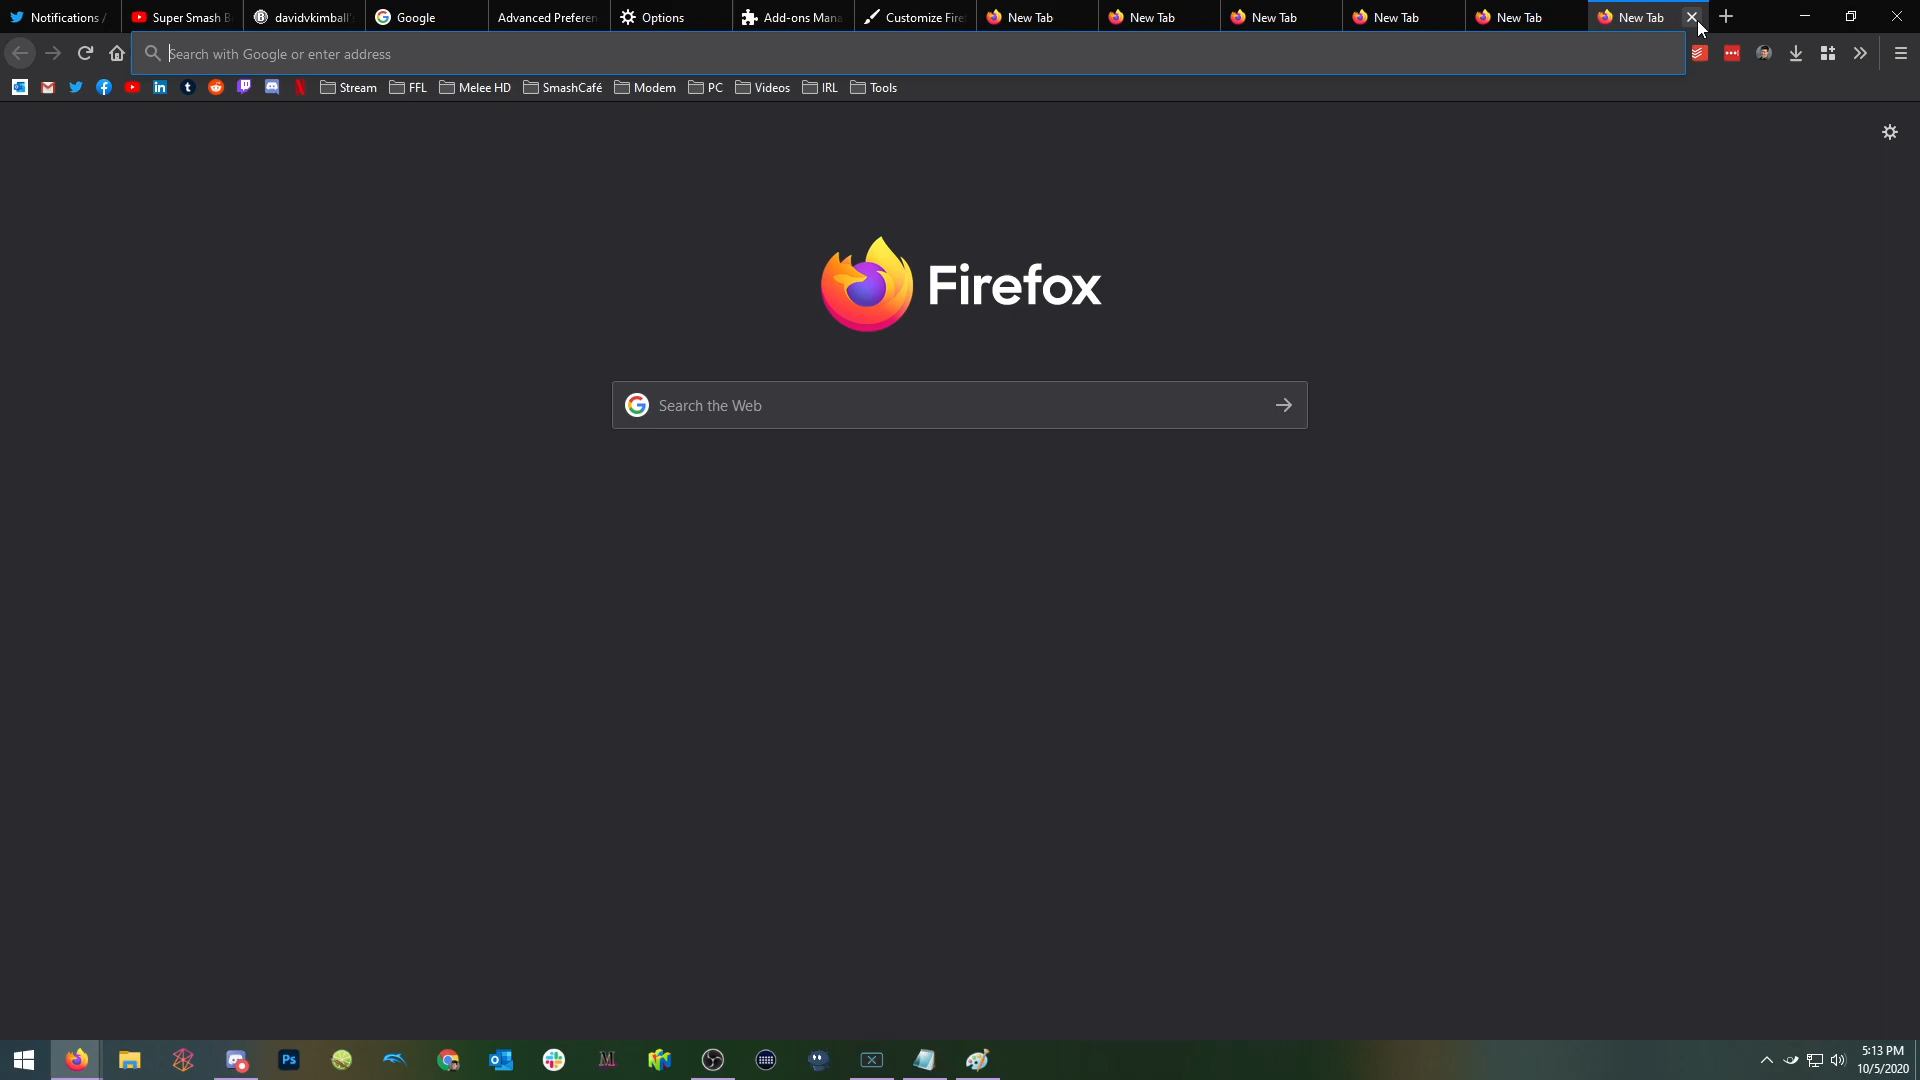 Notifications /
Super Smash B
davidvkimball'
Google
Advanced Preferen
Options
Add-ons Mana
Customize Fire
New Tab
New Tab
New Tab
New Tab
New Tab
New Tab
Search with Google or enter address
Stream
FFL
Melee HD
SmashCafé
Modem
PC
Videos
IRL
Tools
Firefox
Search the Web
Ps
5:13 PM
10/5/2020